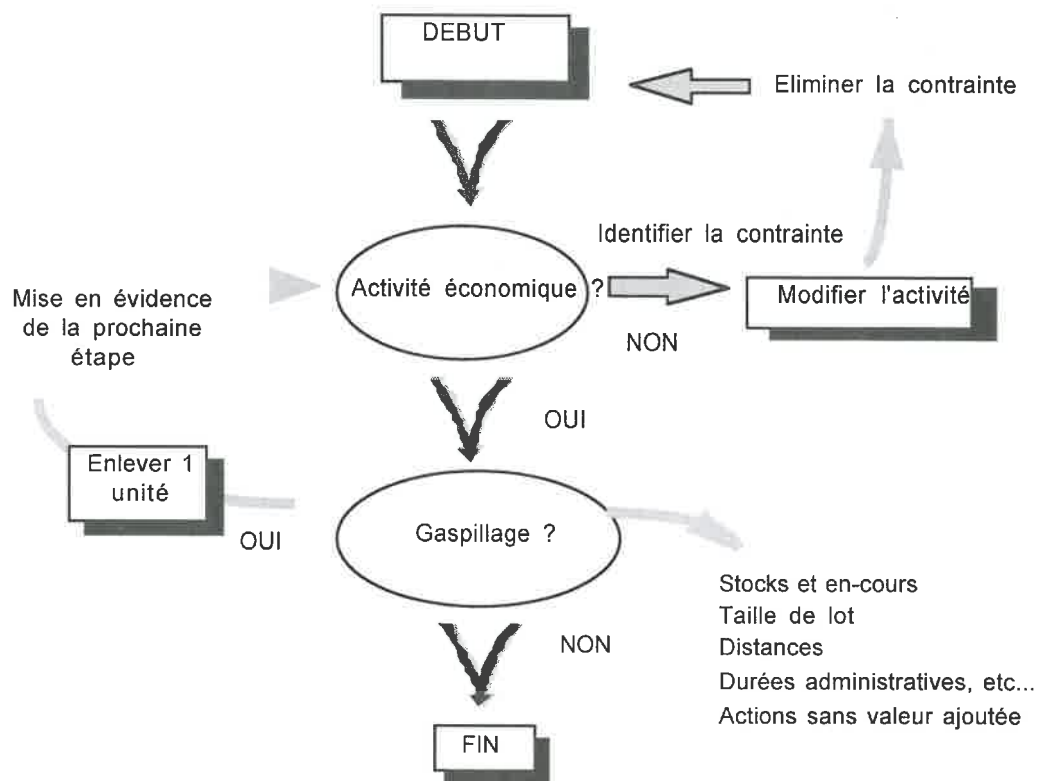 DEBUT
Eliminer la contrainte
Identifier la contrainte
Activité économique ?
Modifier l'activité
NON
Mise en évidence
de la prochaine
étape
OUI
Enlever 1
unité
OUI
Gaspillage ?
Stocks et en-cours
Taille de lot
Distances
Durées administratives, etc...
Actions sans valeur ajoutée
NON
FIN